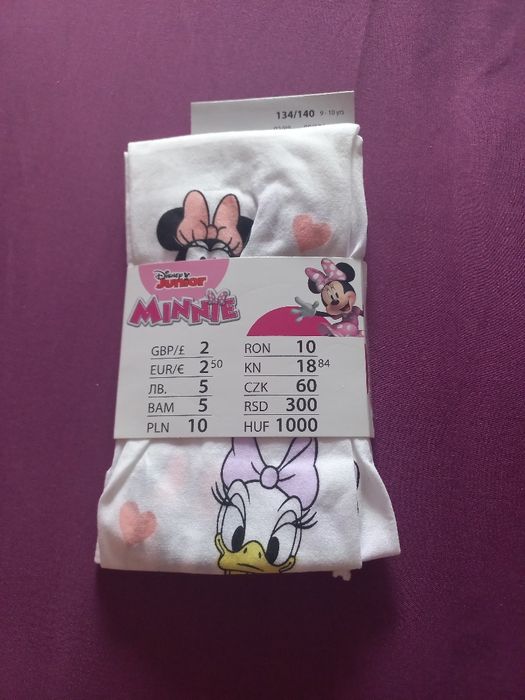 134/140 9 - 10 yrs
Disney
Junior
MINNIE
GBP/£ 2
EUR/€ 2 50
ЛВ. 5
BAM 5
PLN 10
RON 10
KN 18 84
CZK 60
RSD 300
HUF 1000